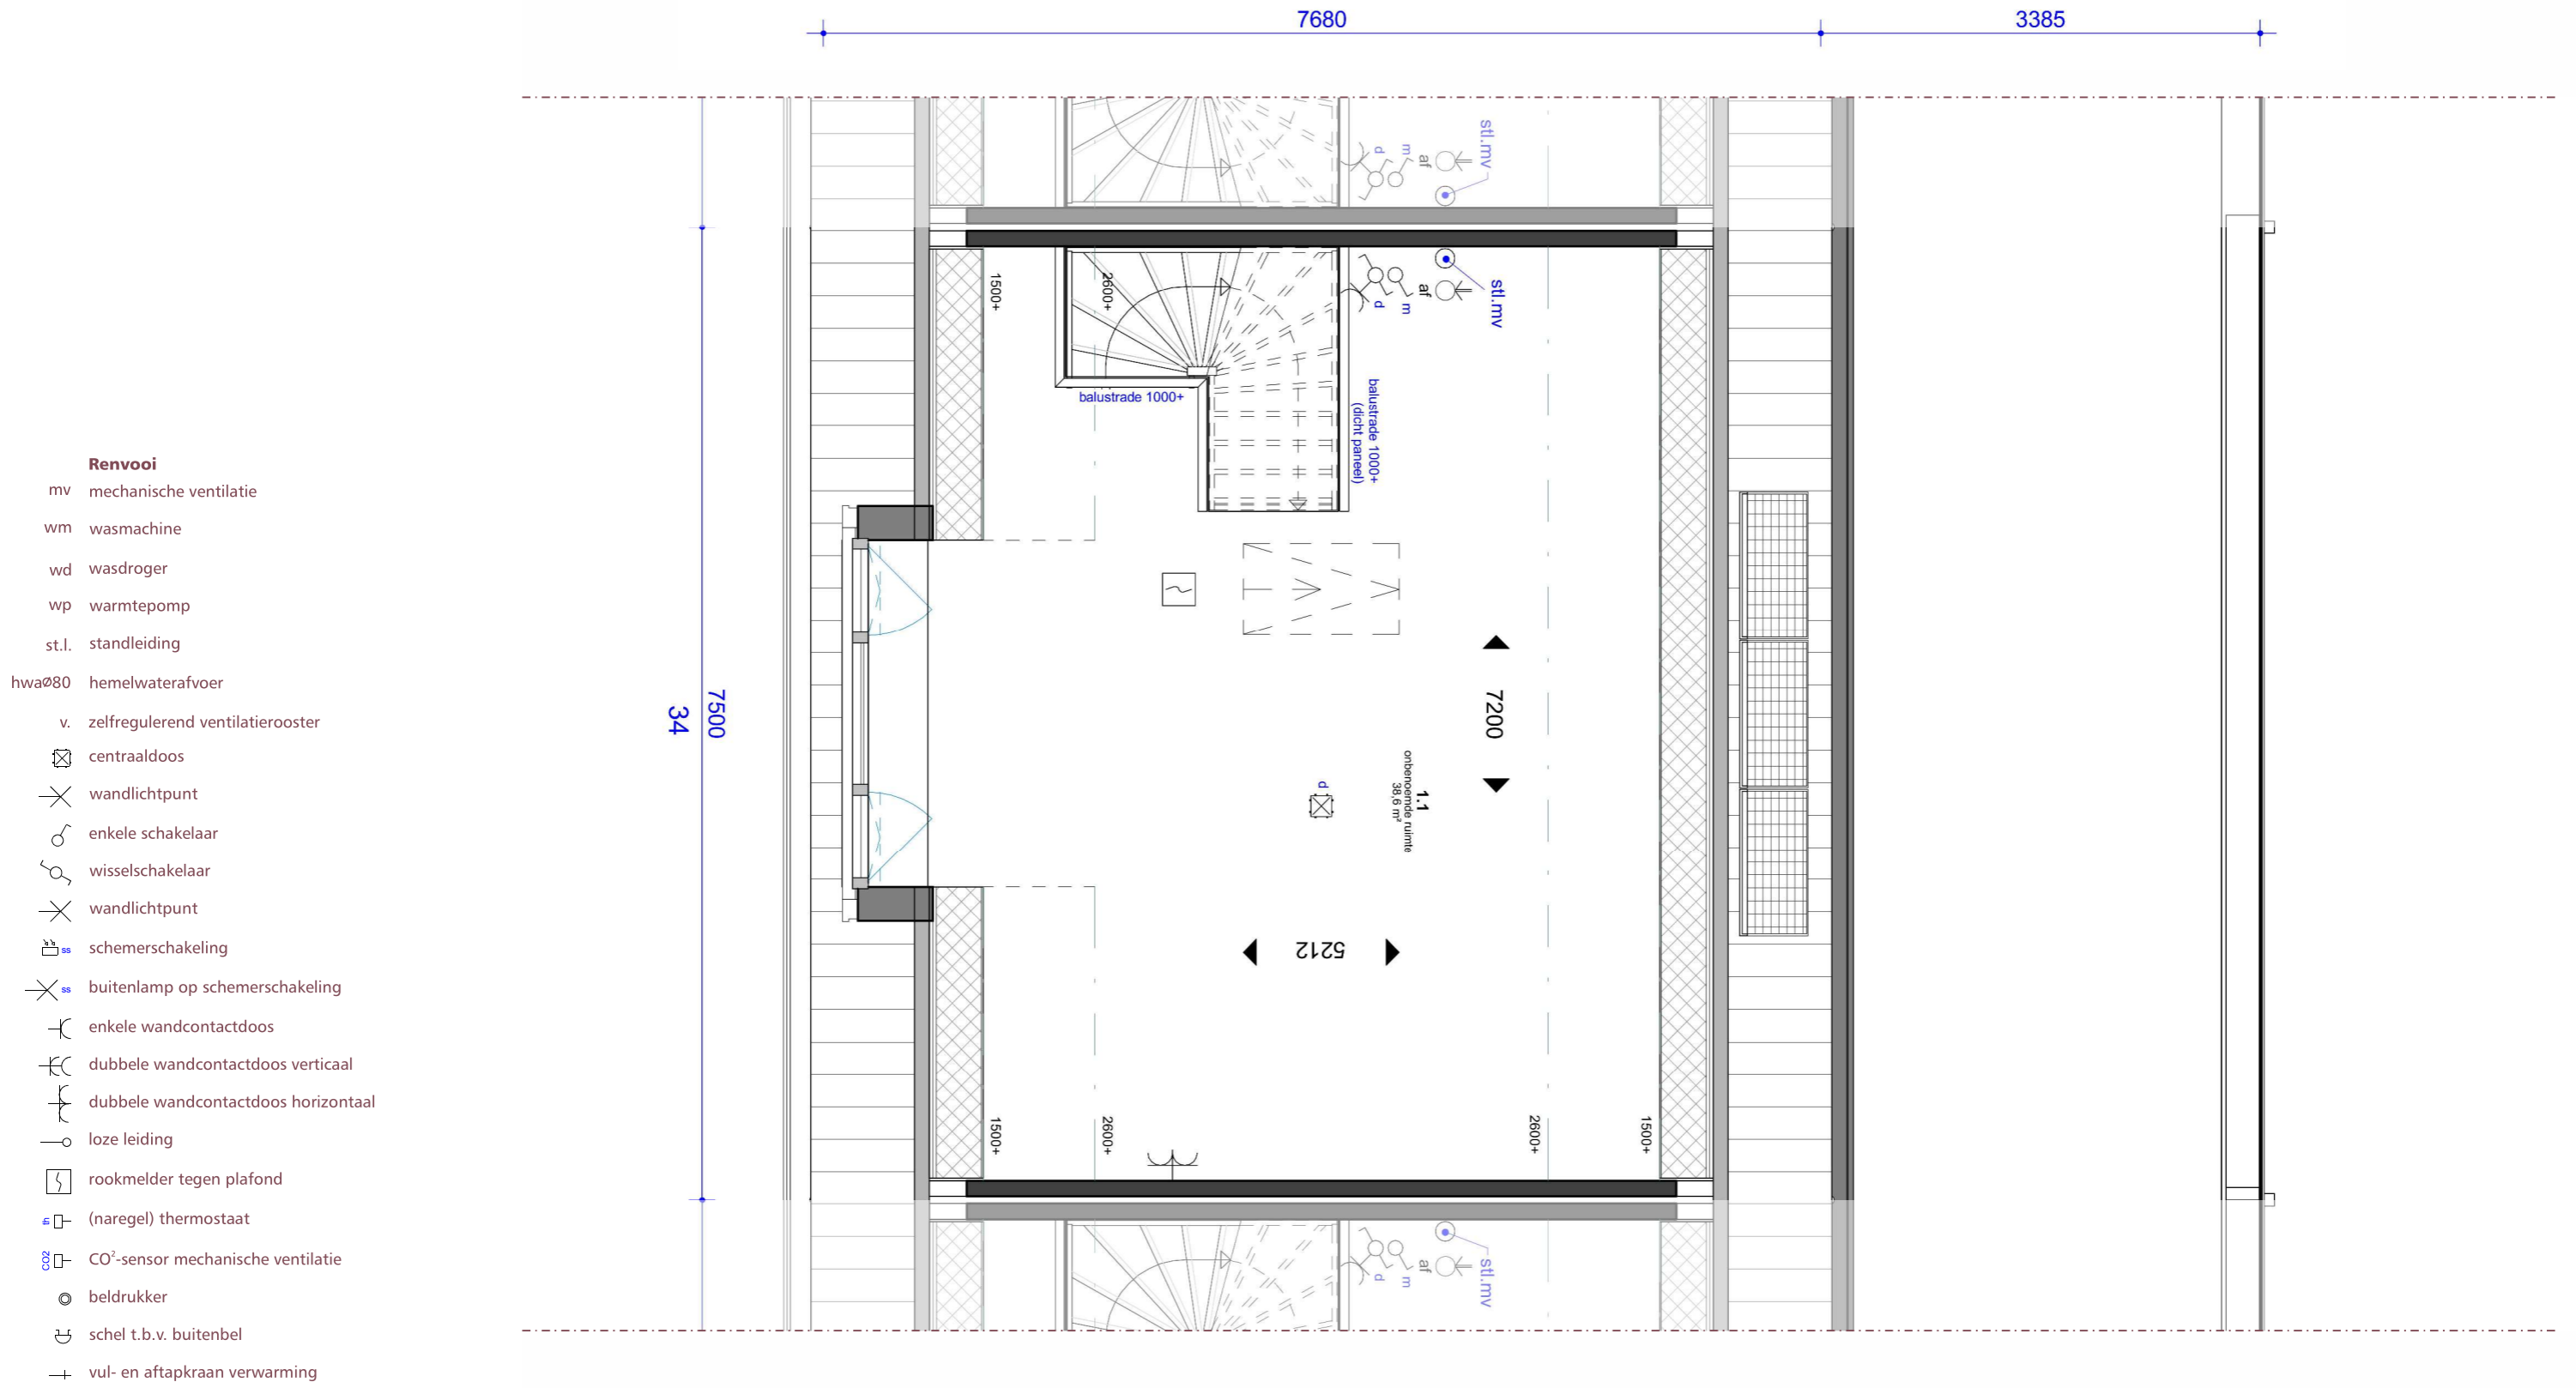 7680
3385
stl.mv
d
m
af
1500+
2600+
d
m
af
stl.mv
balustrade 1000+
balustrade 1000+
(dicht paneel)
34
7500
7200
d
1.1
onbenoemde ruimte
38,6 m²
5212
1500+
2600+
2600+
1500+
d
m
af
stl.mv
Renvooi
mv mechanische ventilatie
wm wasmachine
wd wasdroger
wp warmtepomp
st.l. standleiding
hwaø80 hemelwaterafvoer
v. zelfregulerend ventilatierooster
centraaldoos
wandlichtpunt
enkele schakelaar
wisselschakelaar
wandlichtpunt
ss schemerschakeling
ss buitenlamp op schemerschakeling
enkele wandcontactdoos
dubbele wandcontactdoos verticaal
dubbele wandcontactdoos horizontaal
loze leiding
rookmelder tegen plafond
th (naregel) thermostaat
CO2 CO²-sensor mechanische ventilatie
beldrukker
schel t.b.v. buitenbel
vul- en aftapkraan verwarming